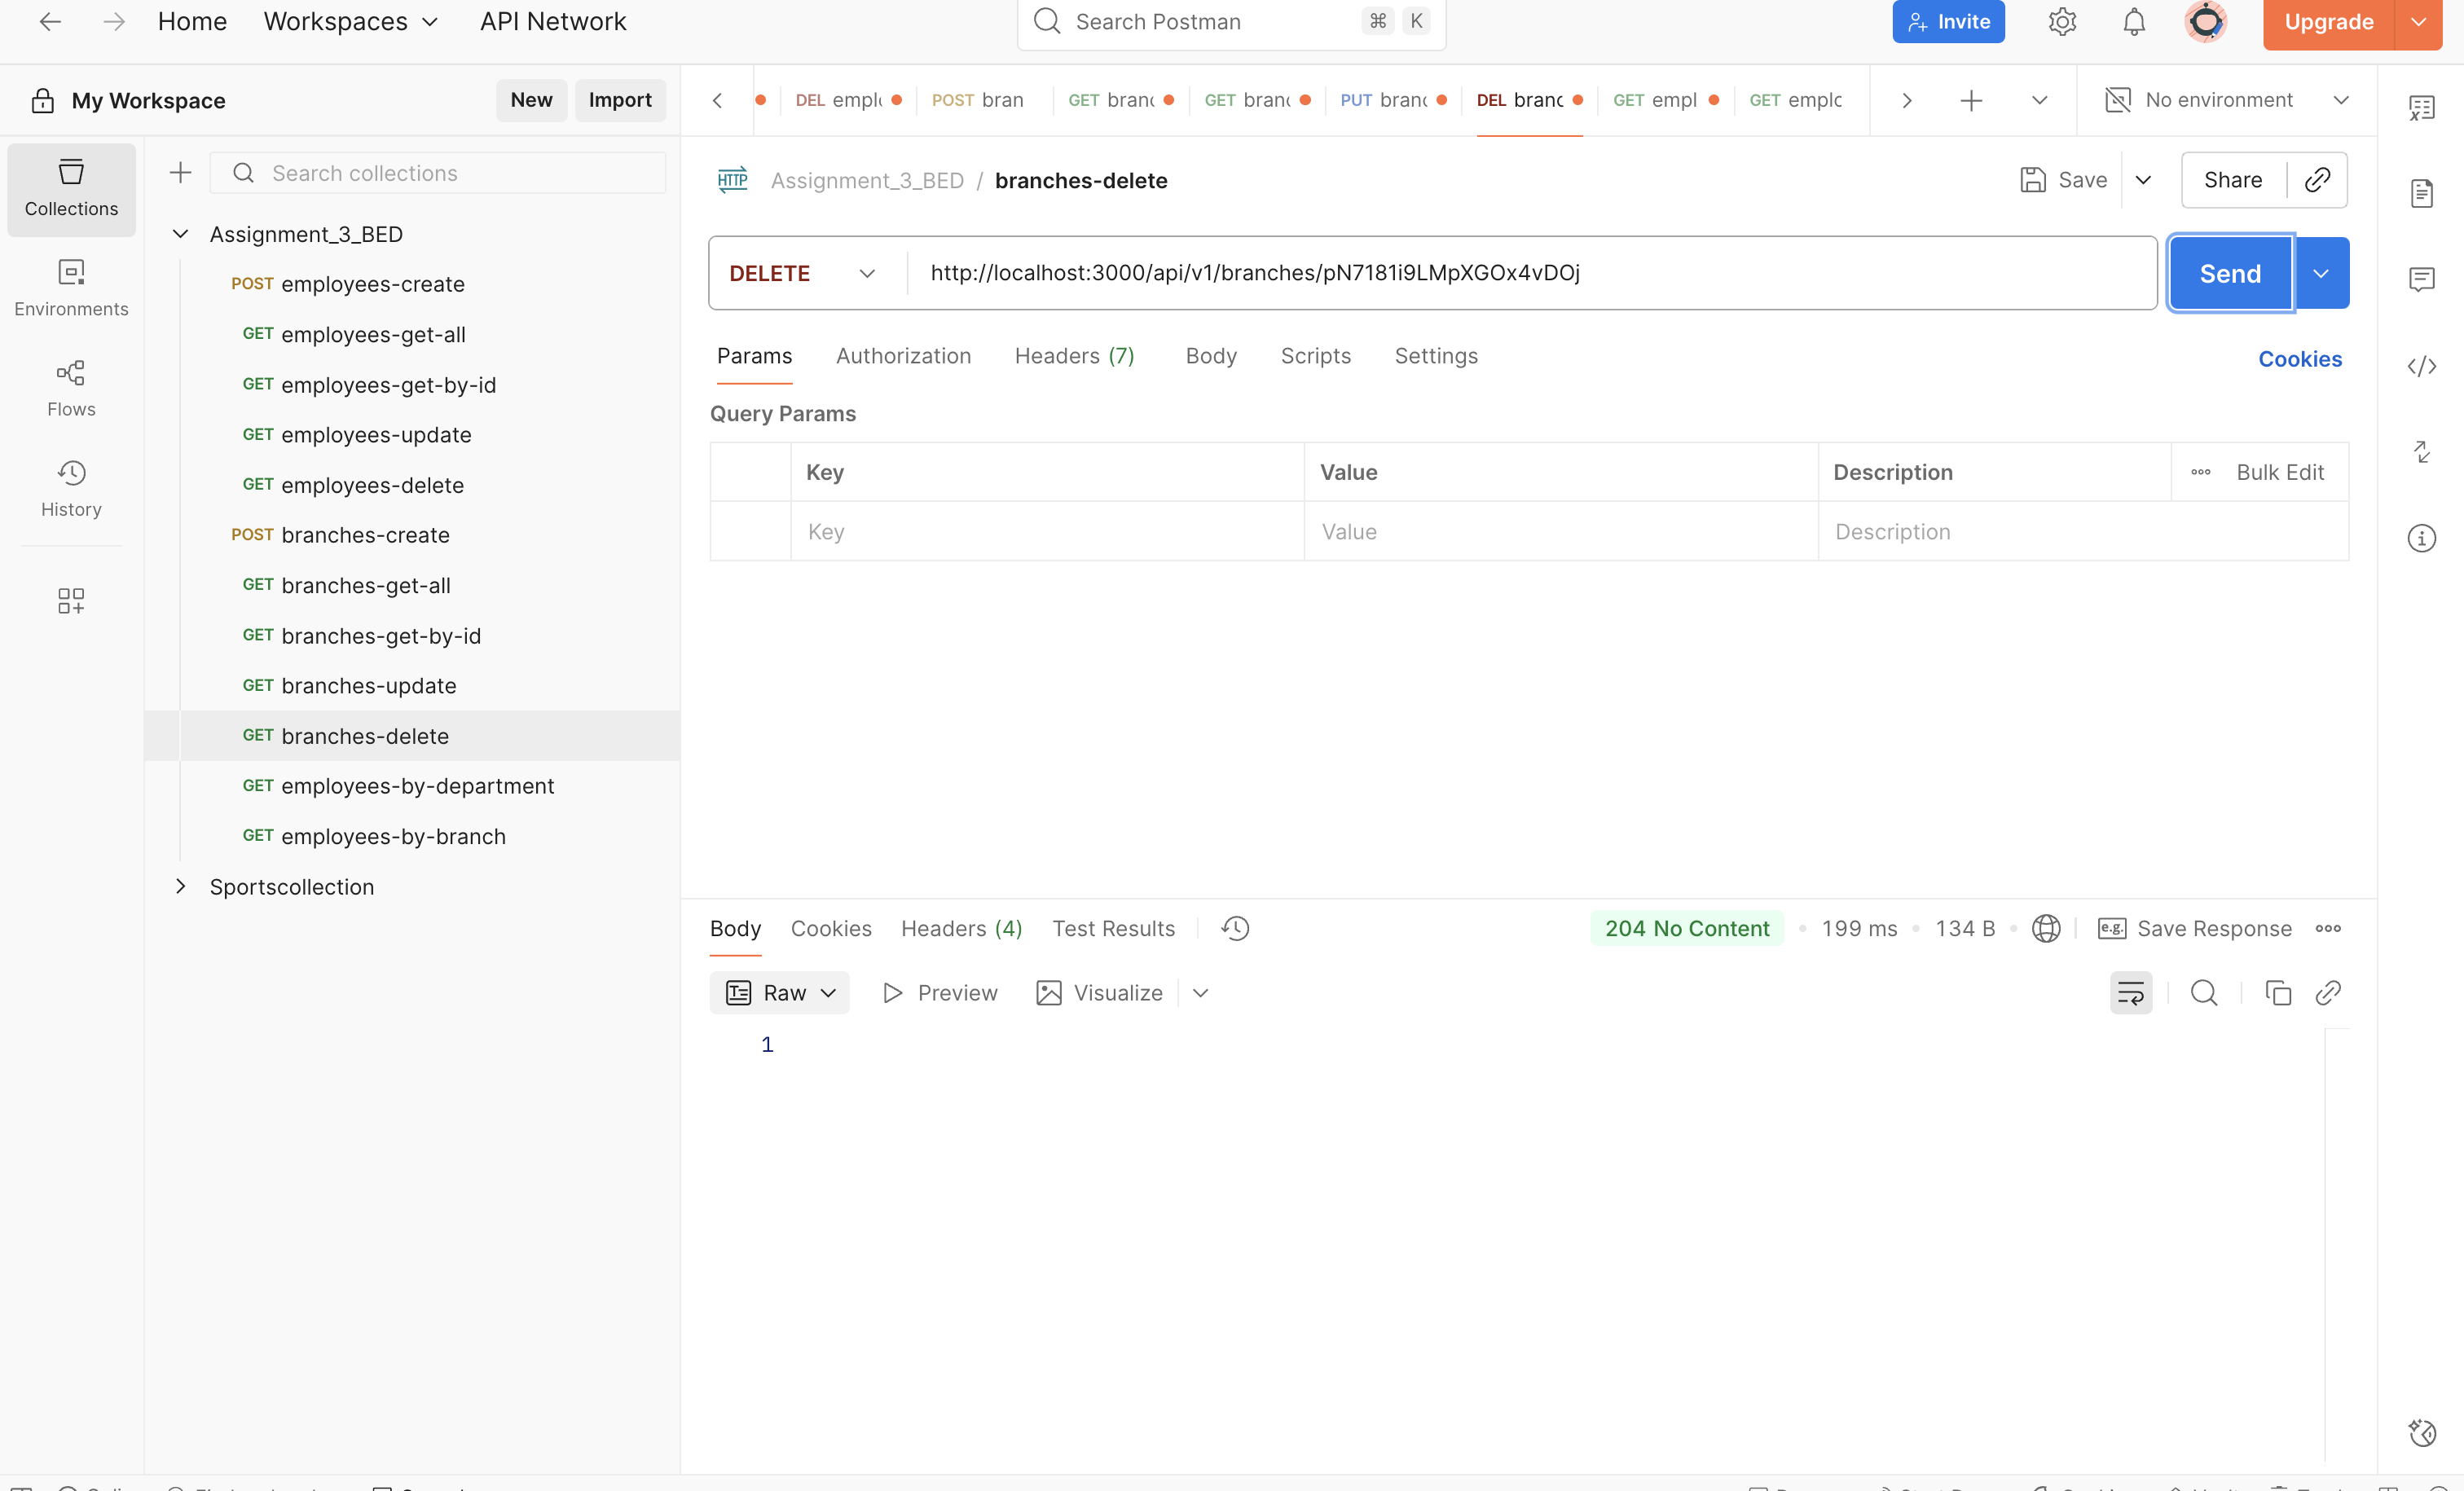 Home Workspaces API Network Search Postman ⌘ K Invite Upgrade
My Workspace New Import
DEL empl POST bran GET bran GET bran PUT bran DEL branc GET empl GET emplc No environment
Collections
Environments
Flows
History
Search collections
Assignment_3_BED
POST employees-create
GET employees-get-all
GET employees-get-by-id
GET employees-update
GET employees-delete
POST branches-create
GET branches-get-all
GET branches-get-by-id
GET branches-update
GET branches-delete
GET employees-by-department
GET employees-by-branch
Sportscollection
HTTP Assignment_3_BED / branches-delete Save Share
DELETE http://localhost:3000/api/v1/branches/pN7181i9LMpXGOx4vDOj Send
Params Authorization Headers (7) Body Scripts Settings Cookies
Query Params
Key Value Description Bulk Edit
Key Value Description
Body Cookies Headers (4) Test Results 204 No Content 199 ms 134 B e.g. Save Response
Raw Preview Visualize
1